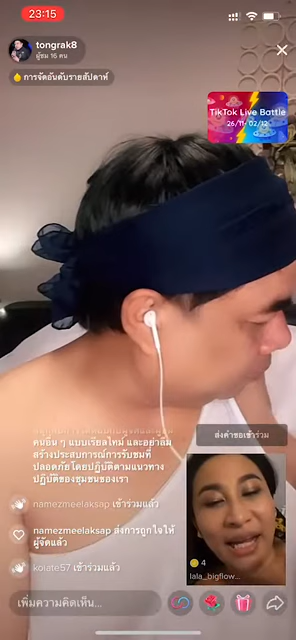 23:15
tongrak8
ผู้ชม 16 คน
การจัดอันดับรายสัปดาห์
TikTok Live Battle
26/11- 02/12
คนอื่น ๆ แบบเรียลไทม์ และอย่าลืม
สร้างประสบการณ์การรับชมที่
ปลอดภัยโดยปฏิบัติตามแนวทาง
ปฏิบัติของชุมชนของเรา
ส่งคำขอเข้าร่วม
namezmeelaksap เข้าร่วมแล้ว
namezmeelaksap ส่งการถูกใจให้
ผู้จัดแล้ว
kolate57 เข้าร่วมแล้ว
4
lala_bigflow...
เพิ่มความคิดเห็น...